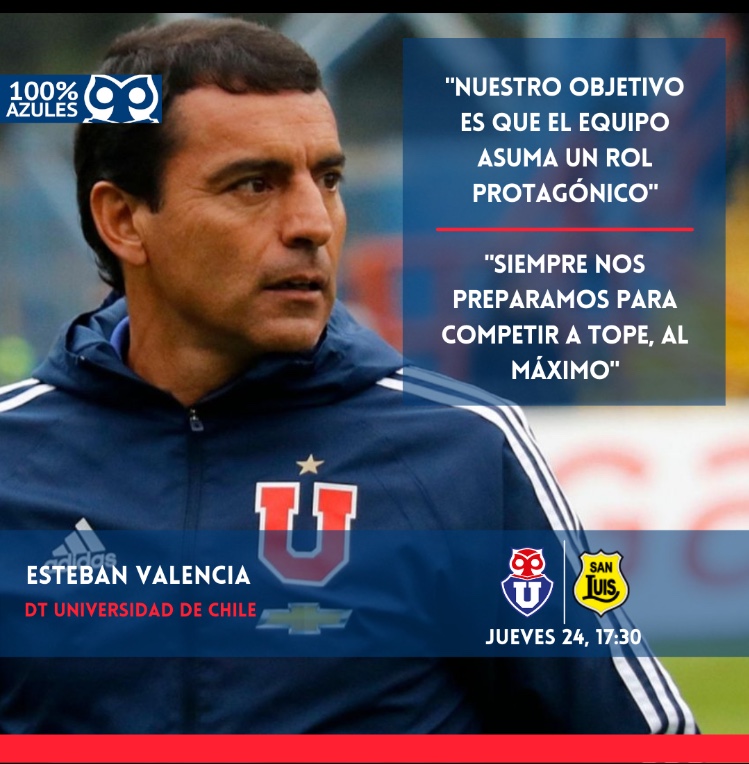 100%
AZULES
"NUESTRO OBJETIVO
ES QUE EL EQUIPO
ASUMA UN ROL
PROTAGÓNICO"
"SIEMPRE NOS
PREPARAMOS PARA
COMPETIR A TOPE, AL
MÁXIMO"
U
adidas
ESTEBAN VALENCIA
DT UNIVERSIDAD DE CHILE
U
SAN
LUIS
JUEVES 24, 17:30